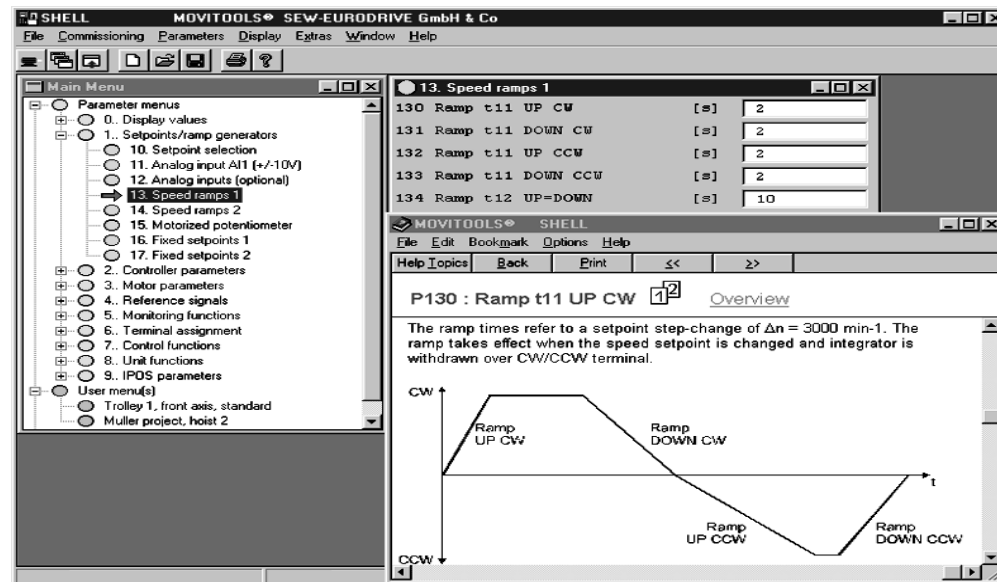 SHELL MOVITOOLS® SEW-EURODRIVE GmbH & Co
File Commissioning Parameters Display Extras Window Help
Main Menu
Parameter menus
0.. Display values
1.. Setpoints/ramp generators
10. Setpoint selection
11. Analog input AI1 (+/-10V)
12. Analog inputs (optional)
13. Speed ramps 1
14. Speed ramps 2
15. Motorized potentiometer
16. Fixed setpoints 1
17. Fixed setpoints 2
2.. Controller parameters
3.. Motor parameters
4.. Reference signals
5.. Monitoring functions
6.. Terminal assignment
7.. Control functions
8.. Unit functions
9.. IPOS parameters
User menu(s)
Trolley 1, front axis, standard
Muller project, hoist 2
13. Speed ramps 1
130 Ramp t11 UP CW [s] 2
131 Ramp t11 DOWN CW [s] 2
132 Ramp t11 UP CCW [s] 2
133 Ramp t11 DOWN CCW [s] 2
134 Ramp t12 UP=DOWN [s] 10
MOVITOOLS® SHELL
File Edit Bookmark Options Help
Help Topics Back Print << >>
P130 : Ramp t11 UP CW 1 2 Overview
The ramp times refer to a setpoint step-change of Δn = 3000 min-1. The
ramp takes effect when the speed setpoint is changed and integrator is
withdrawn over CW/CCW terminal.
CW
Ramp
UP CW
Ramp
DOWN CW
t
Ramp
UP CCW
Ramp
DOWN CCW
CCW